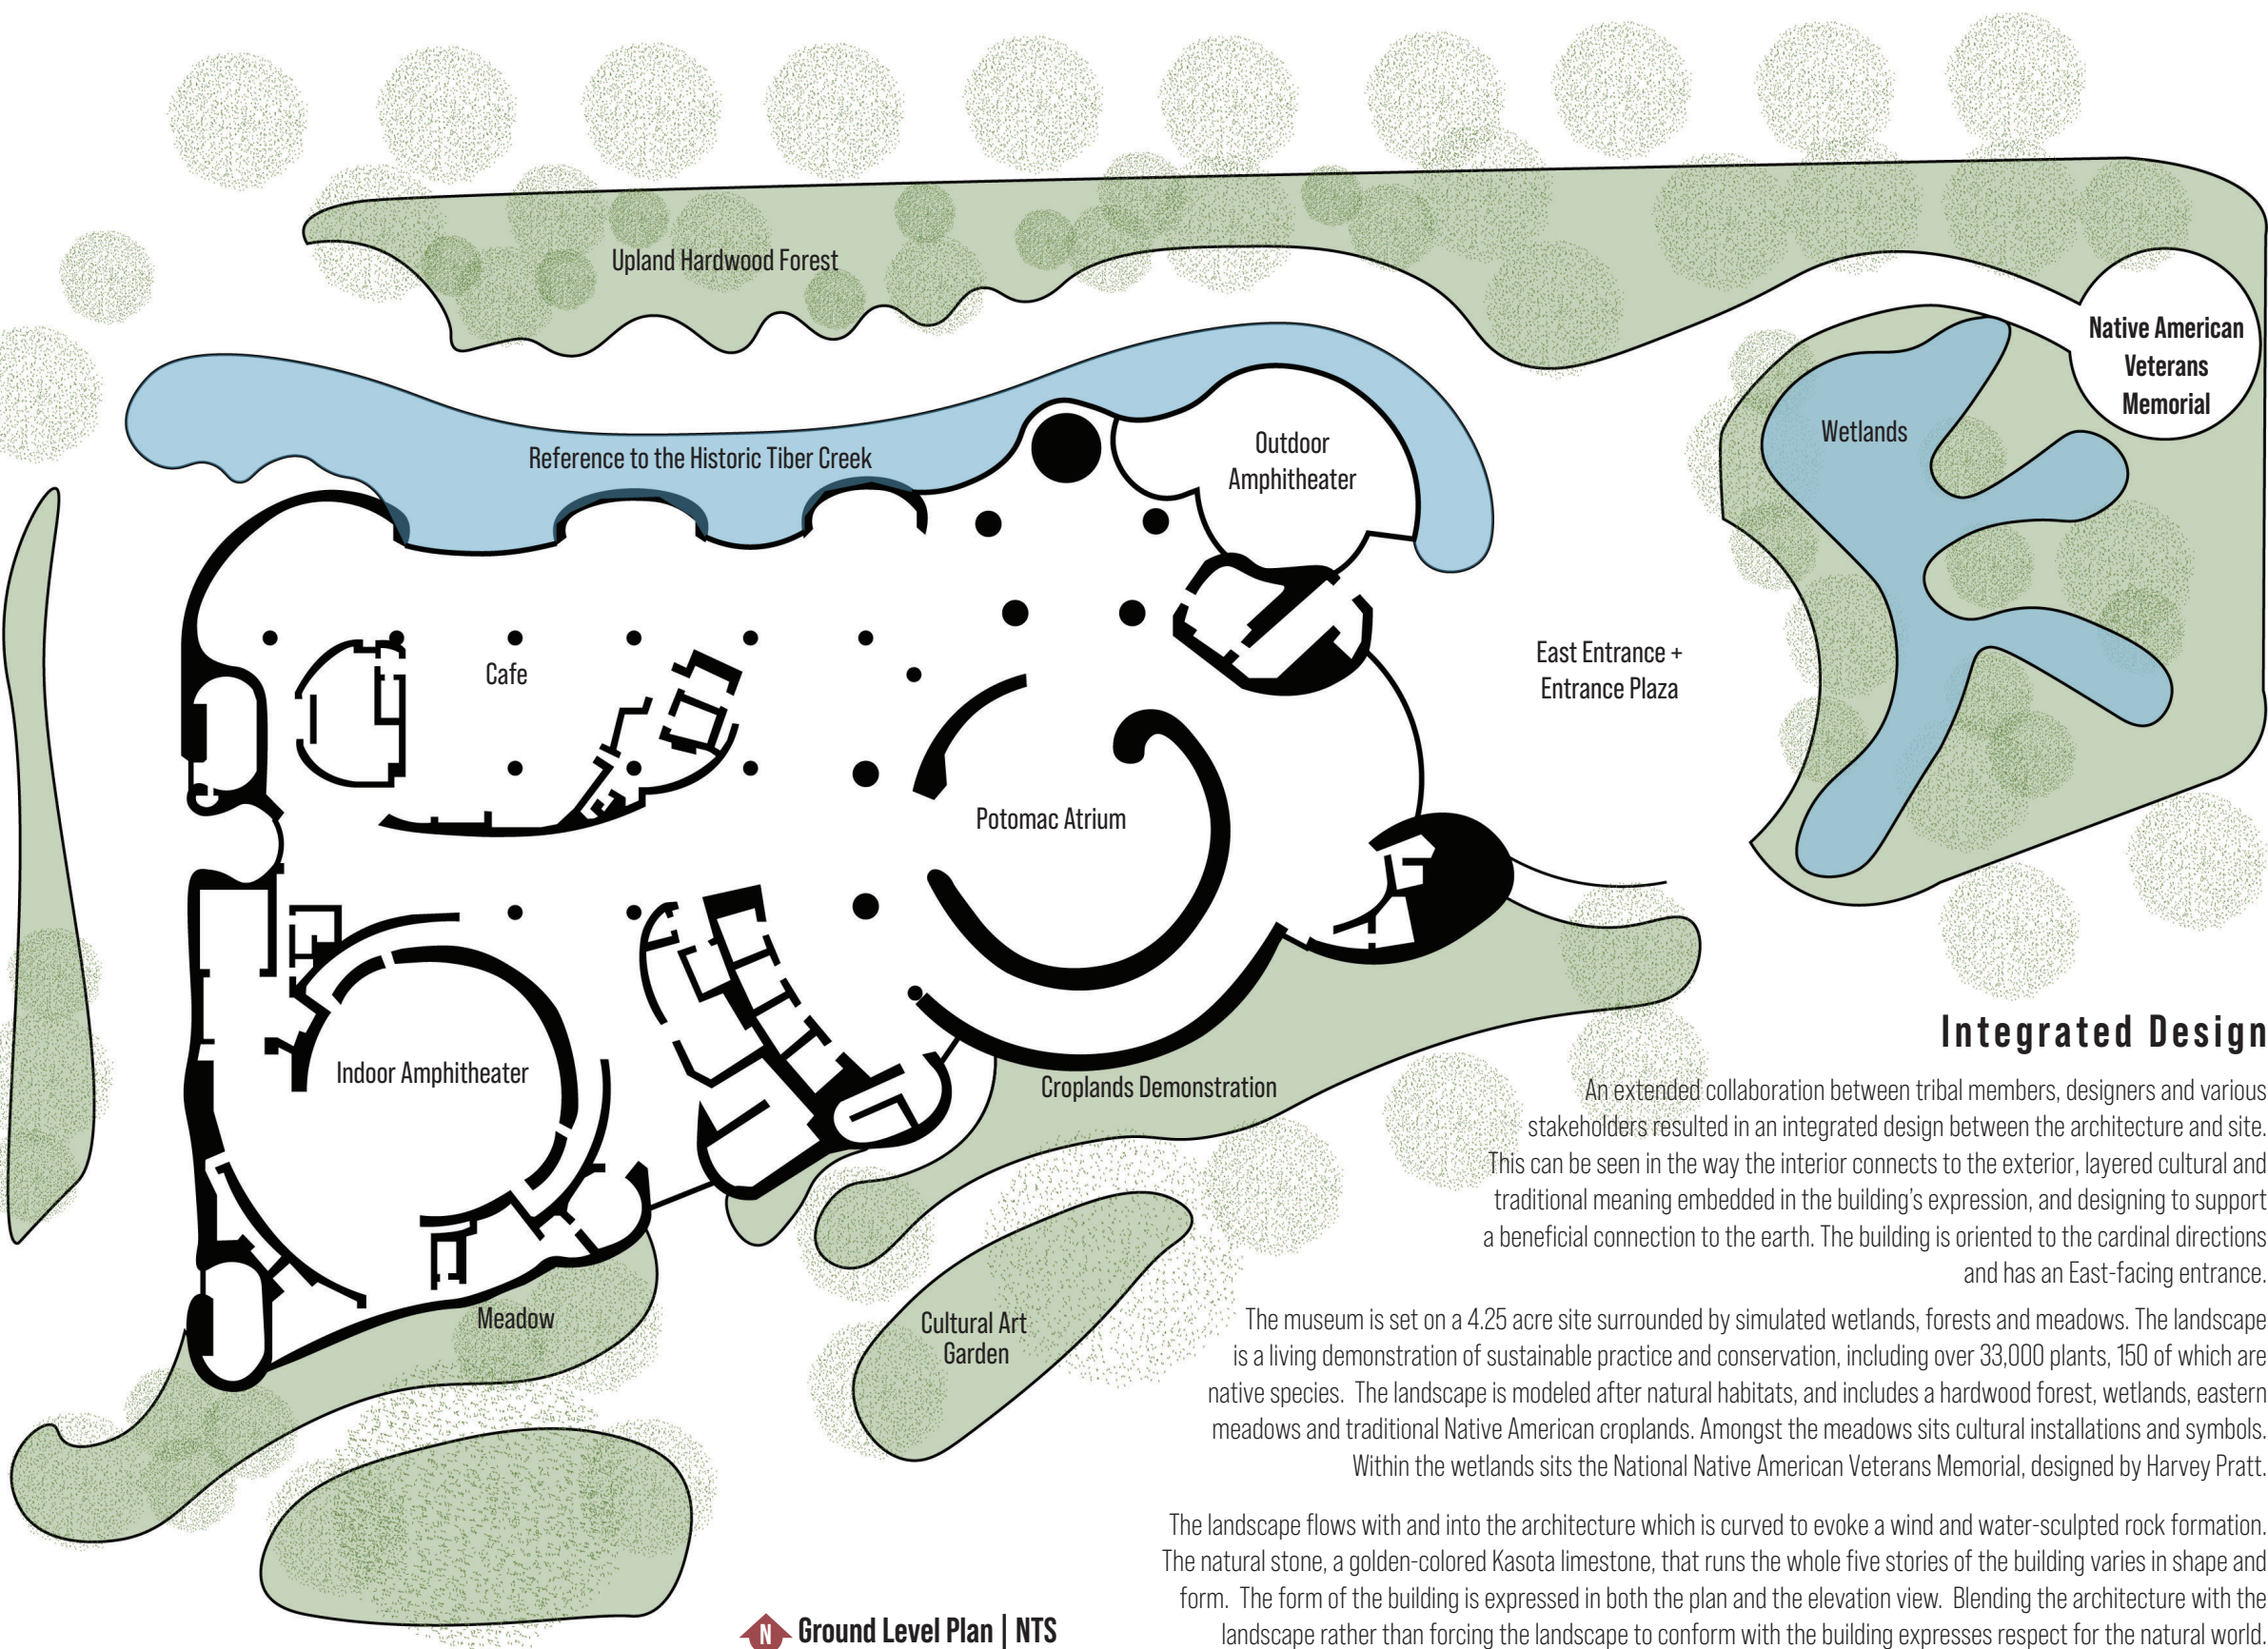 Upland Hardwood Forest
Native American
Veterans
Memorial
Wetlands
Reference to the Historic Tiber Creek
Outdoor
Amphitheater
East Entrance +
Entrance Plaza
Cafe
Potomac Atrium
Indoor Amphitheater
Croplands Demonstration
Meadow
Cultural Art
Garden
Integrated Design
An extended collaboration between tribal members, designers and various
stakeholders resulted in an integrated design between the architecture and site.
This can be seen in the way the interior connects to the exterior, layered cultural and
traditional meaning embedded in the building's expression, and designing to support
a beneficial connection to the earth. The building is oriented to the cardinal directions
and has an East-facing entrance.
The museum is set on a 4.25 acre site surrounded by simulated wetlands, forests and meadows. The landscape
is a living demonstration of sustainable practice and conservation, including over 33,000 plants, 150 of which are
native species. The landscape is modeled after natural habitats, and includes a hardwood forest, wetlands, eastern
meadows and traditional Native American croplands. Amongst the meadows sits cultural installations and symbols.
Within the wetlands sits the National Native American Veterans Memorial, designed by Harvey Pratt.
The landscape flows with and into the architecture which is curved to evoke a wind and water-sculpted rock formation.
The natural stone, a golden-colored Kasota limestone, that runs the whole five stories of the building varies in shape and
form. The form of the building is expressed in both the plan and the elevation view. Blending the architecture with the
landscape rather than forcing the landscape to conform with the building expresses respect for the natural world.
N Ground Level Plan | NTS